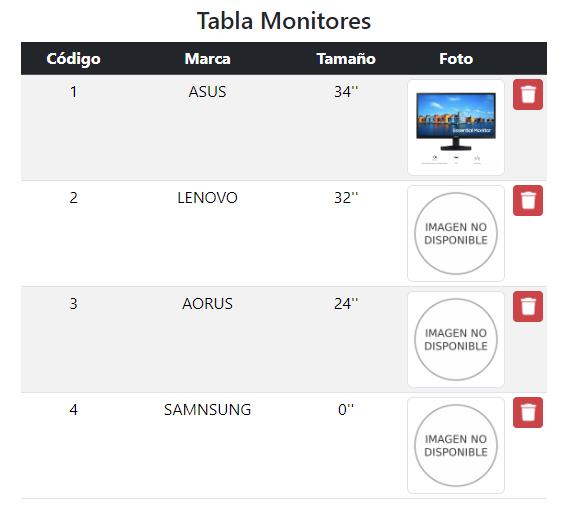 Tabla Monitores
Código Marca Tamaño Foto
1 ASUS 34''
Essential Monitor
2 LENOVO 32''
IMAGEN NO
DISPONIBLE
3 AORUS 24''
IMAGEN NO
DISPONIBLE
4 SAMNSUNG 0''
IMAGEN NO
DISPONIBLE